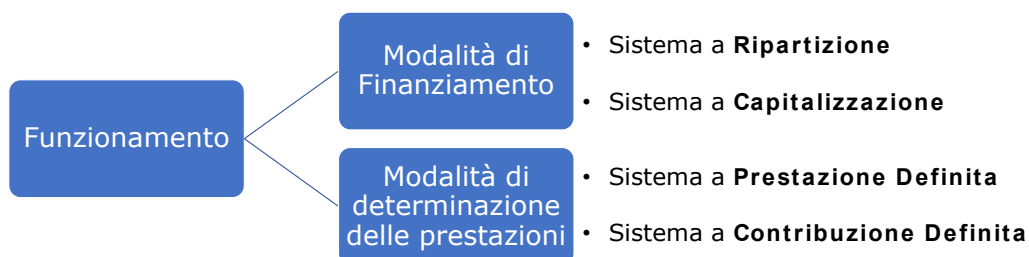 Funzionamento
Modalità di
Finanziamento
• Sistema a Ripartizione
• Sistema a Capitalizzazione
Modalità di
determinazione
delle prestazioni
• Sistema a Prestazione Definita
• Sistema a Contribuzione Definita